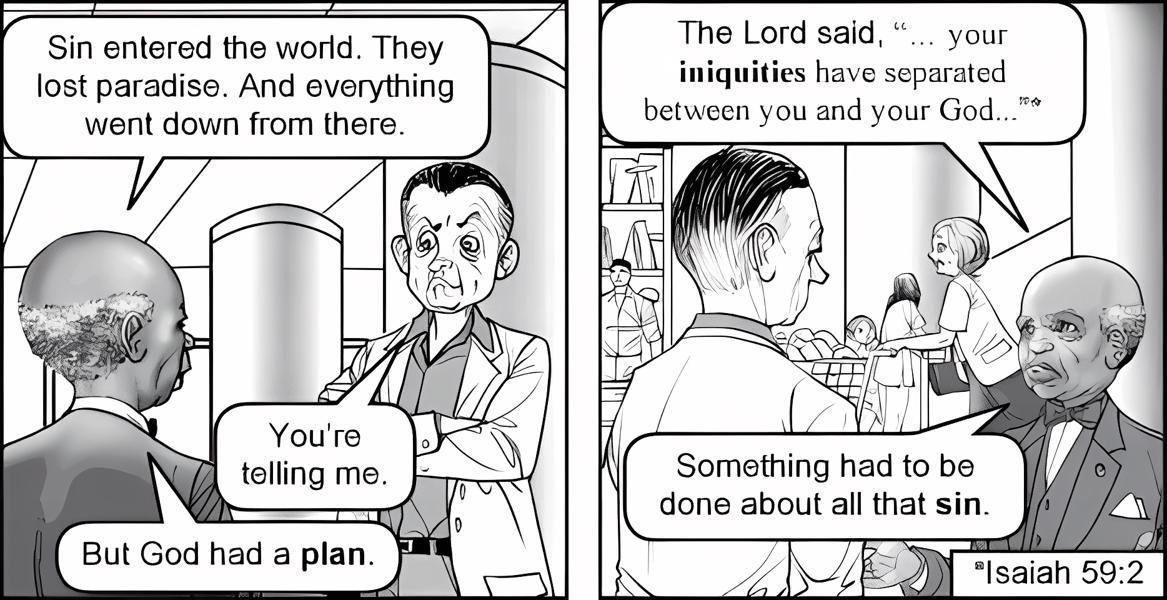 Sin entered the world. They
lost paradise. And everything
went down from there.
You're
telling me.
But God had a plan.
The Lord said, “... your
iniquities have separated
between you and your God...”*
Something had to be
done about all that sin.
*Isaiah 59:2